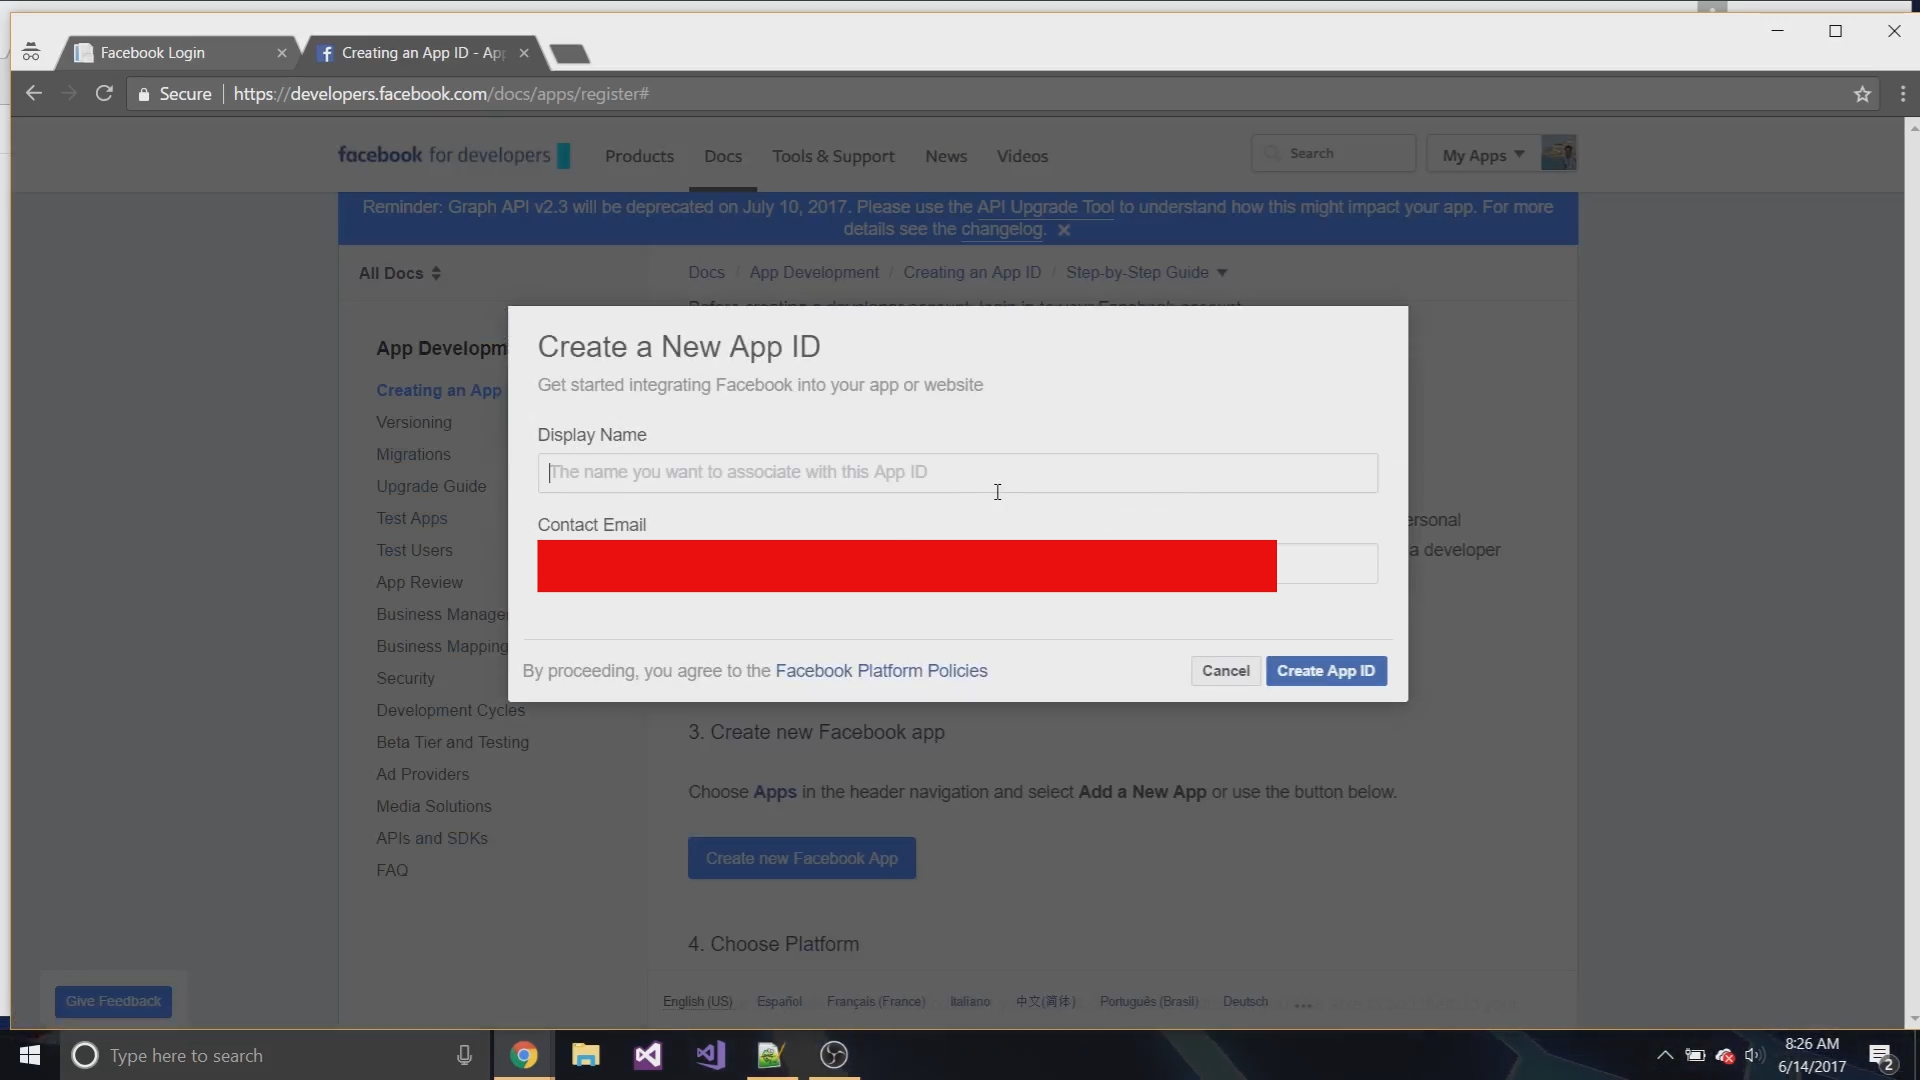 Facebook Login
Creating an App ID - App
Secure
https://developers.facebook.com/docs/apps/register#
facebook for developers
Products
Docs
Tools & Support
News
Videos
Search
My Apps
Reminder: Graph API v2.3 will be deprecated on July 10, 2017. Please use the API Upgrade Tool to understand how this might impact your app. For more
details see the changelog.
All Docs
Docs / App Development / Creating an App ID / Step-by-Step Guide
Create a New App ID
Get started integrating Facebook into your app or website
Display Name
The name you want to associate with this App ID
Contact Email
By proceeding, you agree to the Facebook Platform Policies
Cancel
Create App ID
App Developm
Creating an App
Versioning
Migrations
Upgrade Guide
Test Apps
Test Users
App Review
Business Manager
Business Mapping
Security
Development Cycles
Beta Tier and Testing
Ad Providers
Media Solutions
APIs and SDKs
FAQ
ersonal
a developer
3. Create new Facebook app
Choose Apps in the header navigation and select Add a New App or use the button below.
Create new Facebook App
4. Choose Platform
Give Feedback
English (US)
Español
Français (France)
Italiano
中文(简体)
Português (Brasil)
Deutsch
...
Type here to search
8:26 AM
6/14/2017
2